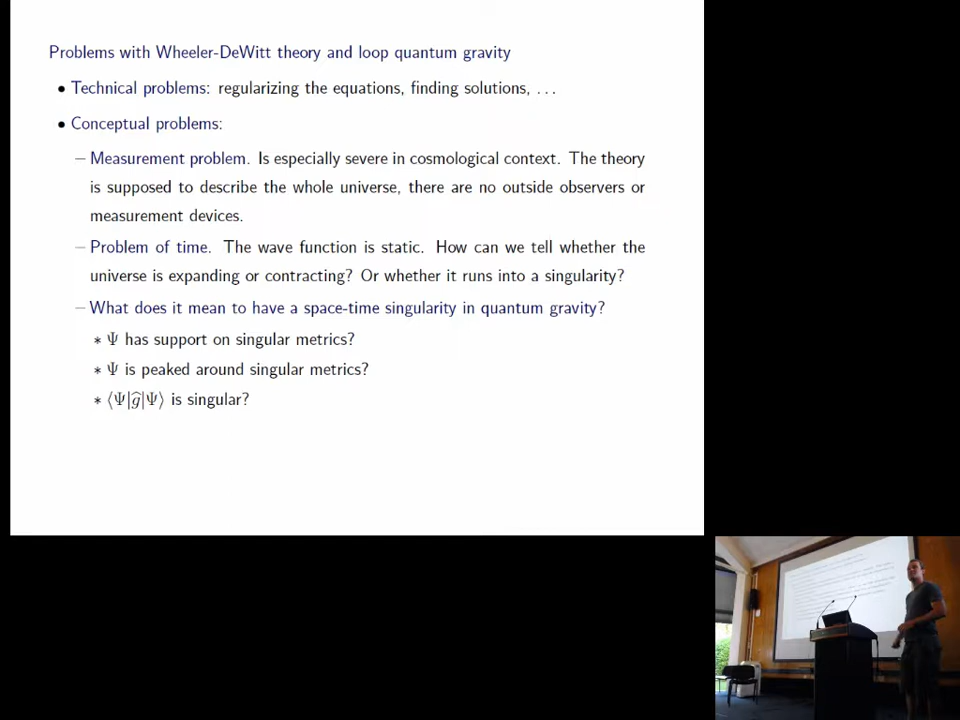 Problems with Wheeler-DeWitt theory and loop quantum gravity
• Technical problems: regularizing the equations, finding solutions, ...
• Conceptual problems:
– Measurement problem. Is especially severe in cosmological context. The theory
is supposed to describe the whole universe, there are no outside observers or
measurement devices.
– Problem of time. The wave function is static. How can we tell whether the
universe is expanding or contracting? Or whether it runs into a singularity?
– What does it mean to have a space-time singularity in quantum gravity?
∗ Ψ has support on singular metrics?
∗ Ψ is peaked around singular metrics?
∗ ⟨Ψ|ĝ|Ψ⟩ is singular?